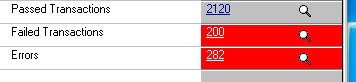 Passed Transactions 2120
Failed Transactions 200
Errors 282